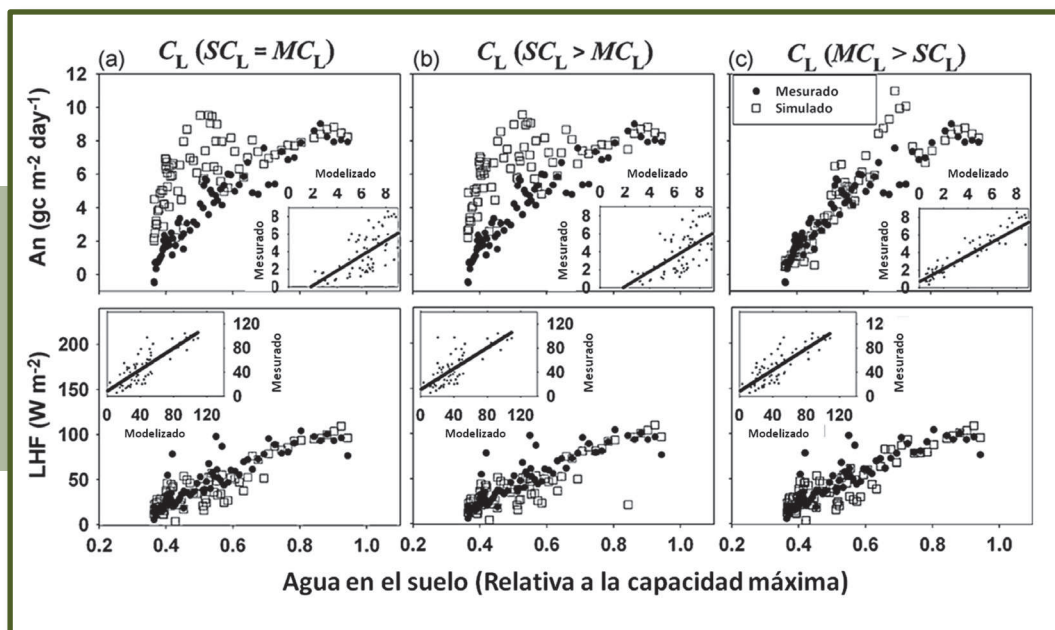 (a) C_L (SC_L = MC_L)
(b) C_L (SC_L > MC_L)
(c) C_L (MC_L > SC_L)
An (gc m-2 day-1)
12
10
8
6
4
2
0
Modelizado
0 2 4 6 8
Mesurado
8
6
4
2
0
Modelizado
0 2 4 6 8
Mesurado
8
6
4
2
0
● Mesurado
□ Simulado
Modelizado
0 2 4 6 8
Mesurado
8
6
4
2
0
LHF (W m-2)
200
150
100
50
0
120
80
40
0
Mesurado
0 40 80 120
Modelizado
120
80
40
0
Mesurado
0 40 80 120
Modelizado
120
80
40
0
Mesurado
0 40 80 120
Modelizado
0.2 0.4 0.6 0.8 1.0
0.2 0.4 0.6 0.8 1.0
0.2 0.4 0.6 0.8 1.0
Agua en el suelo (Relativa a la capacidad máxima)